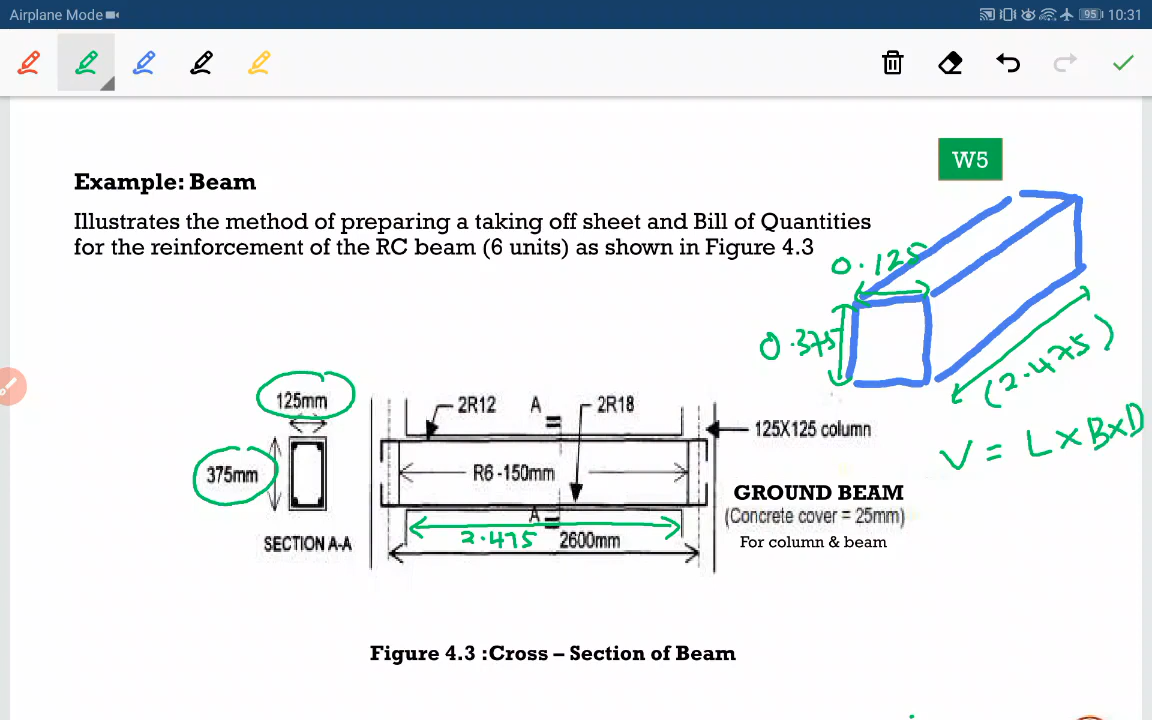 Airplane Mode
95
10:31
W5
Example: Beam
Illustrates the method of preparing a taking off sheet and Bill of Quantities
for the reinforcement of the RC beam (6 units) as shown in Figure 4.3
0.125
0.375
(2.475)
V = L×B×D
125mm
375mm
SECTION A-A
2R12
A
2R18
125X125 column
R6 -150mm
A
2.475
2600mm
GROUND BEAM
(Concrete cover = 25mm)
For column & beam
Figure 4.3 :Cross – Section of Beam